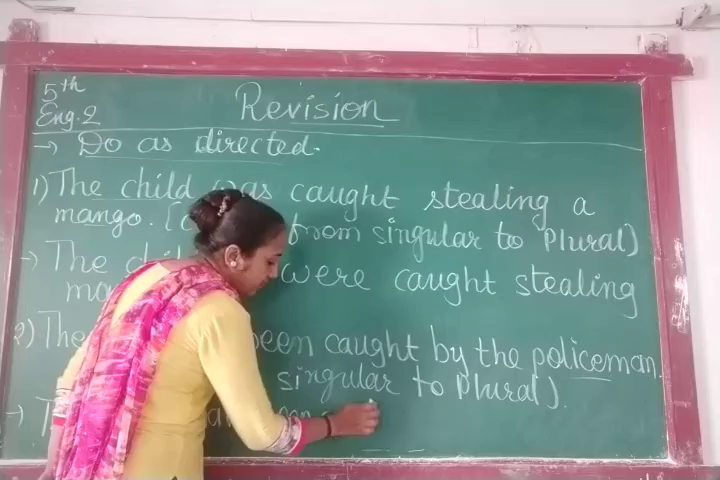 5th
Eng. 2
Revision
→ Do as directed.
1) The child was caught stealing a
mango. from singular to Plural)
→ The were caught stealing
2) The been caught by the policeman.
singular to Plural).
→